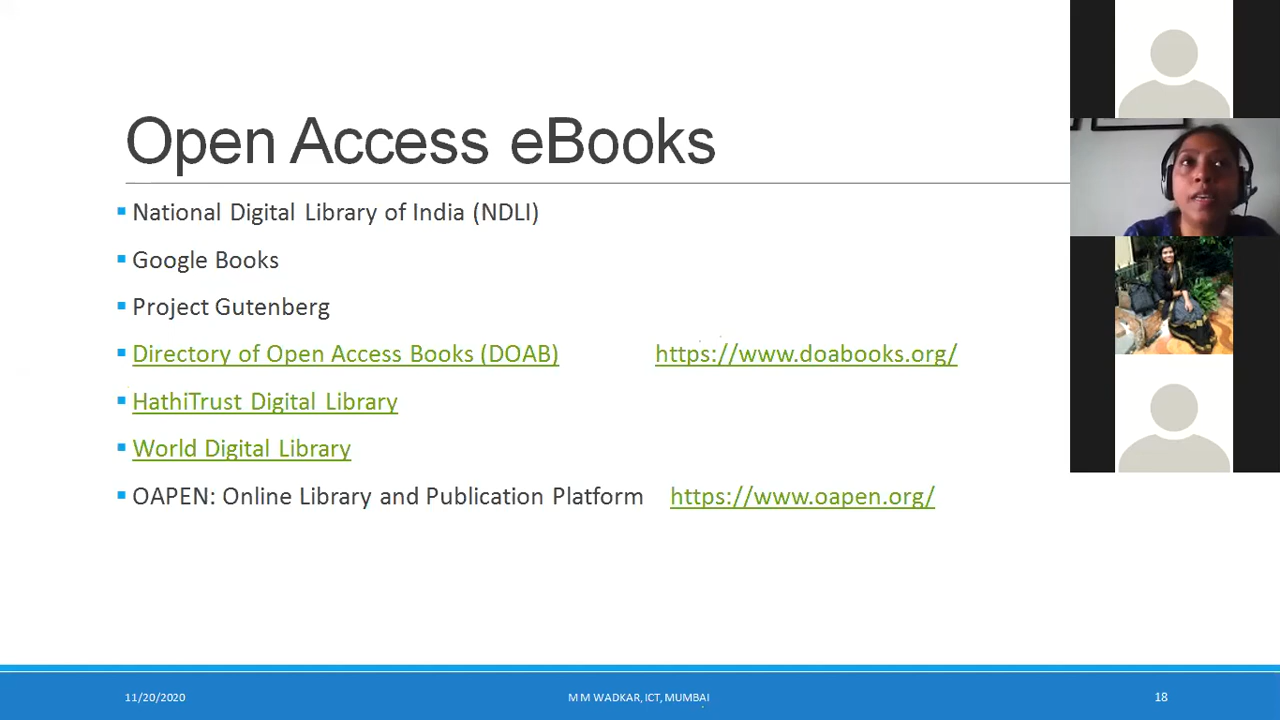 Open Access eBooks
National Digital Library of India (NDLI)
Google Books
Project Gutenberg
Directory of Open Access Books (DOAB) https://www.doabooks.org/
HathiTrust Digital Library
World Digital Library
OAPEN: Online Library and Publication Platform https://www.oapen.org/
11/20/2020 M M WADKAR, ICT, MUMBAI 18